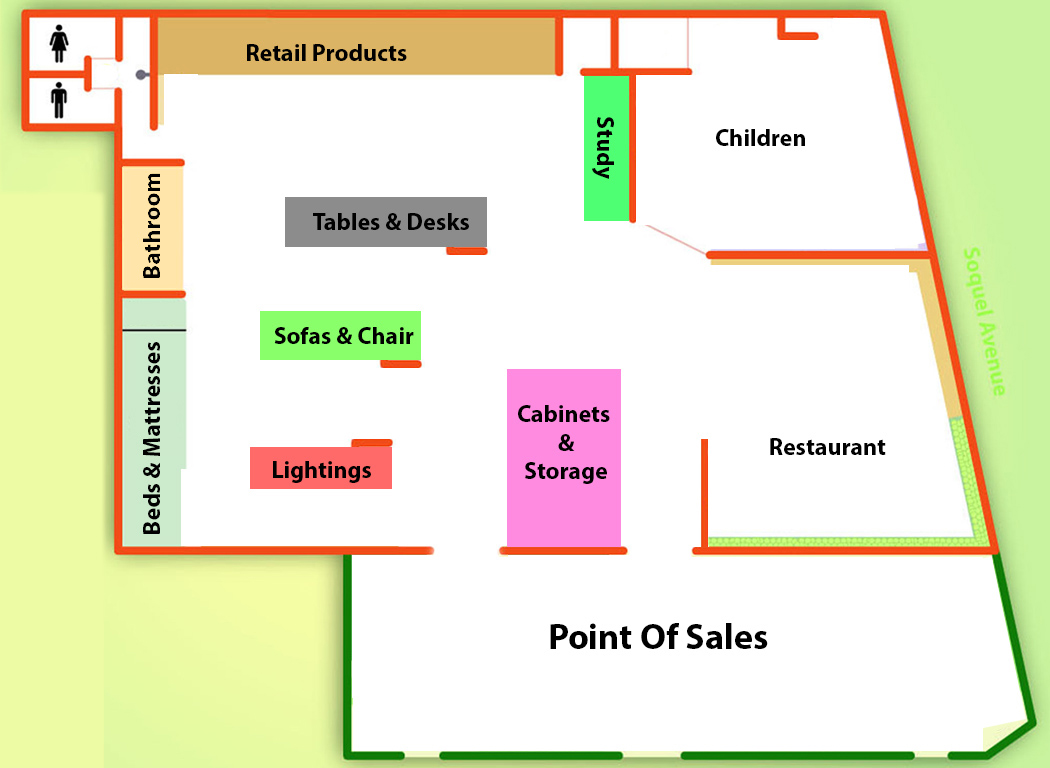 Retail Products
Study
Children
Tables & Desks
Bathroom
Soquel Avenue
Sofas & Chair
Beds & Mattresses
Cabinets
&
Storage
Restaurant
Lightings
Point Of Sales